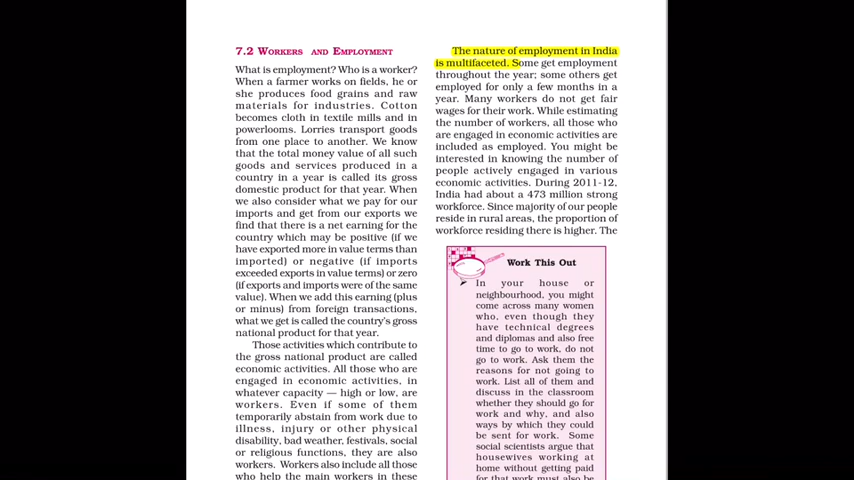 7.2 WORKERS AND EMPLOYMENT
What is employment? Who is a worker?
When a farmer works on fields, he or
she produces food grains and raw
materials for industries. Cotton
becomes cloth in textile mills and in
powerlooms. Lorries transport goods
from one place to another. We know
that the total money value of all such
goods and services produced in a
country in a year is called its gross
domestic product for that year. When
we also consider what we pay for our
imports and get from our exports we
find that there is a net earning for the
country which may be positive (if we
have exported more in value terms than
imported) or negative (if imports
exceeded exports in value terms) or zero
(if exports and imports were of the same
value). When we add this earning (plus
or minus) from foreign transactions,
what we get is called the country's gross
national product for that year.
Those activities which contribute to
the gross national product are called
economic activities. All those who are
engaged in economic activities, in
whatever capacity — high or low, are
workers. Even if some of them
temporarily abstain from work due to
illness, injury or other physical
disability, bad weather, festivals, social
or religious functions, they are also
workers. Workers also include all those
who help the main workers in these
The nature of employment in India
is multifaceted. Some get employment
throughout the year; some others get
employed for only a few months in a
year. Many workers do not get fair
wages for their work. While estimating
the number of workers, all those who
are engaged in economic activities are
included as employed. You might be
interested in knowing the number of
people actively engaged in various
economic activities. During 2011-12,
India had about a 473 million strong
workforce. Since majority of our people
reside in rural areas, the proportion of
workforce residing there is higher. The
Work This Out
➢ In your house or
neighbourhood, you might
come across many women
who, even though they
have technical degrees
and diplomas and also free
time to go to work, do not
go to work. Ask them the
reasons for not going to
work. List all of them and
discuss in the classroom
whether they should go for
work and why, and also
ways by which they could
be sent for work. Some
social scientists argue that
housewives working at
home without getting paid
for that work must also be